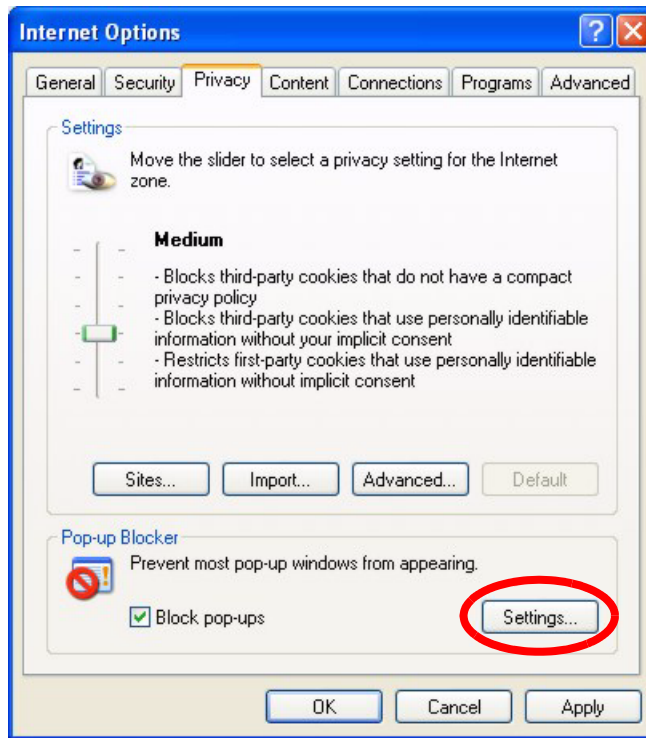 Internet Options
General Security Privacy Content Connections Programs Advanced
Settings
Move the slider to select a privacy setting for the Internet
zone.
Medium
- Blocks third-party cookies that do not have a compact
privacy policy
- Blocks third-party cookies that use personally identifiable
information without your implicit consent
- Restricts first-party cookies that use personally identifiable
information without implicit consent
Sites... Import... Advanced... Default
Pop-up Blocker
Prevent most pop-up windows from appearing.
Block pop-ups
Settings...
OK Cancel Apply